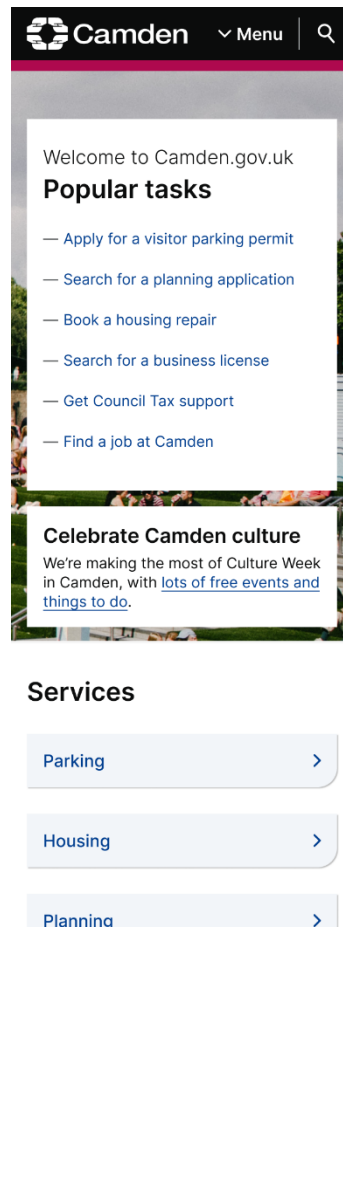 Camden Menu
Welcome to Camden.gov.uk
Popular tasks
— Apply for a visitor parking permit
— Search for a planning application
— Book a housing repair
— Search for a business license
— Get Council Tax support
— Find a job at Camden
Celebrate Camden culture
We’re making the most of Culture Week
in Camden, with lots of free events and
things to do.
Services
Parking
Housing
Planning